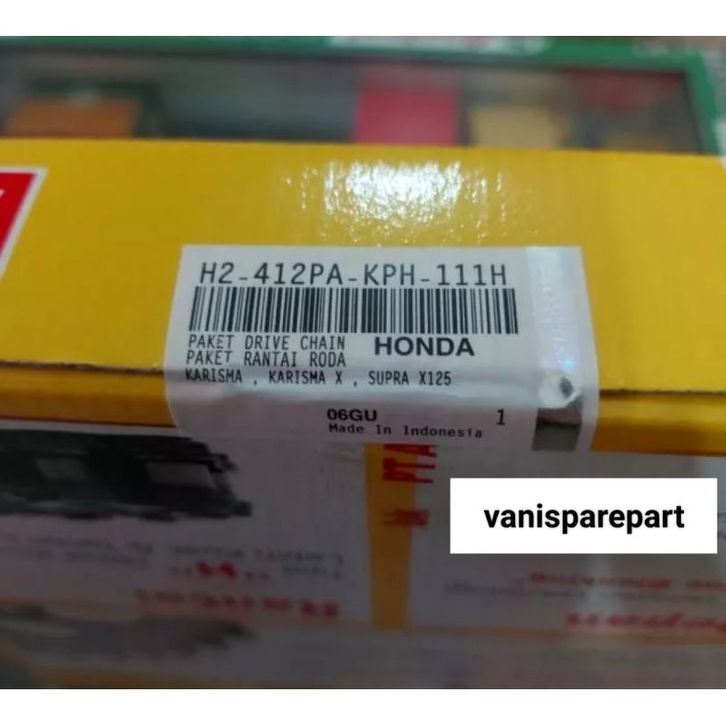 H2-412PA-KPH-111H
PAKET DRIVE CHAIN
PAKET RANTAI RODA
HONDA
KARISMA , KARISMA X , SUPRA X125
06GU 1
Made In Indonesia
PTA
vanisparepart